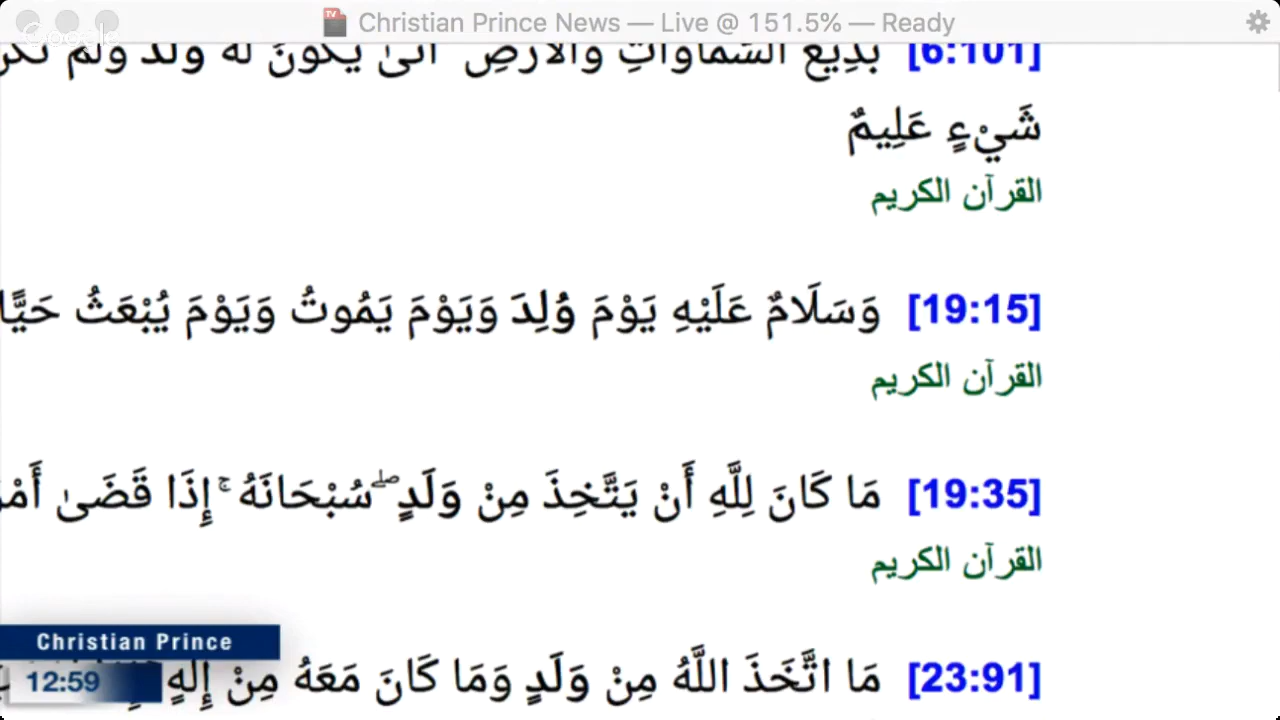 Christian Prince News — Live @ 151.5% — Ready
Google
[6:101] بَدِيعُ السَّمَاوَاتِ وَالْأَرْضِ أَنَّىٰ يَكُونُ لَهُ وَلَدٌ وَلَمْ تَكُن
شَيْءٍ عَلِيمٌ
القرآن الكريم
[19:15] وَسَلَامٌ عَلَيْهِ يَوْمَ وُلِدَ وَيَوْمَ يَمُوتُ وَيَوْمَ يُبْعَثُ حَيًّا
القرآن الكريم
[19:35] مَا كَانَ لِلَّهِ أَنْ يَتَّخِذَ مِنْ وَلَدٍ ۖ سُبْحَانَهُ ۚ إِذَا قَضَىٰ
القرآن الكريم
[23:91] مَا اتَّخَذَ اللَّهُ مِنْ وَلَدٍ وَمَا كَانَ مَعَهُ مِنْ إِلَٰهٍ
Christian Prince
12:59